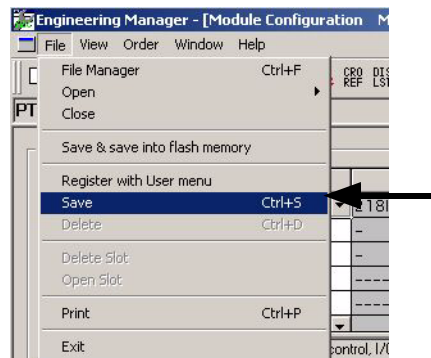 Engineering Manager - [Module Configuration M
File View Order Window Help
File Manager Ctrl+F
CRO REF DIS LST
Open
PT
Close
Save & save into flash memory
Register with User menu
Save Ctrl+S
218I
Delete Ctrl+D
-
Delete Slot
-
Open Slot
----
Print Ctrl+P
----
Exit
control, I/O